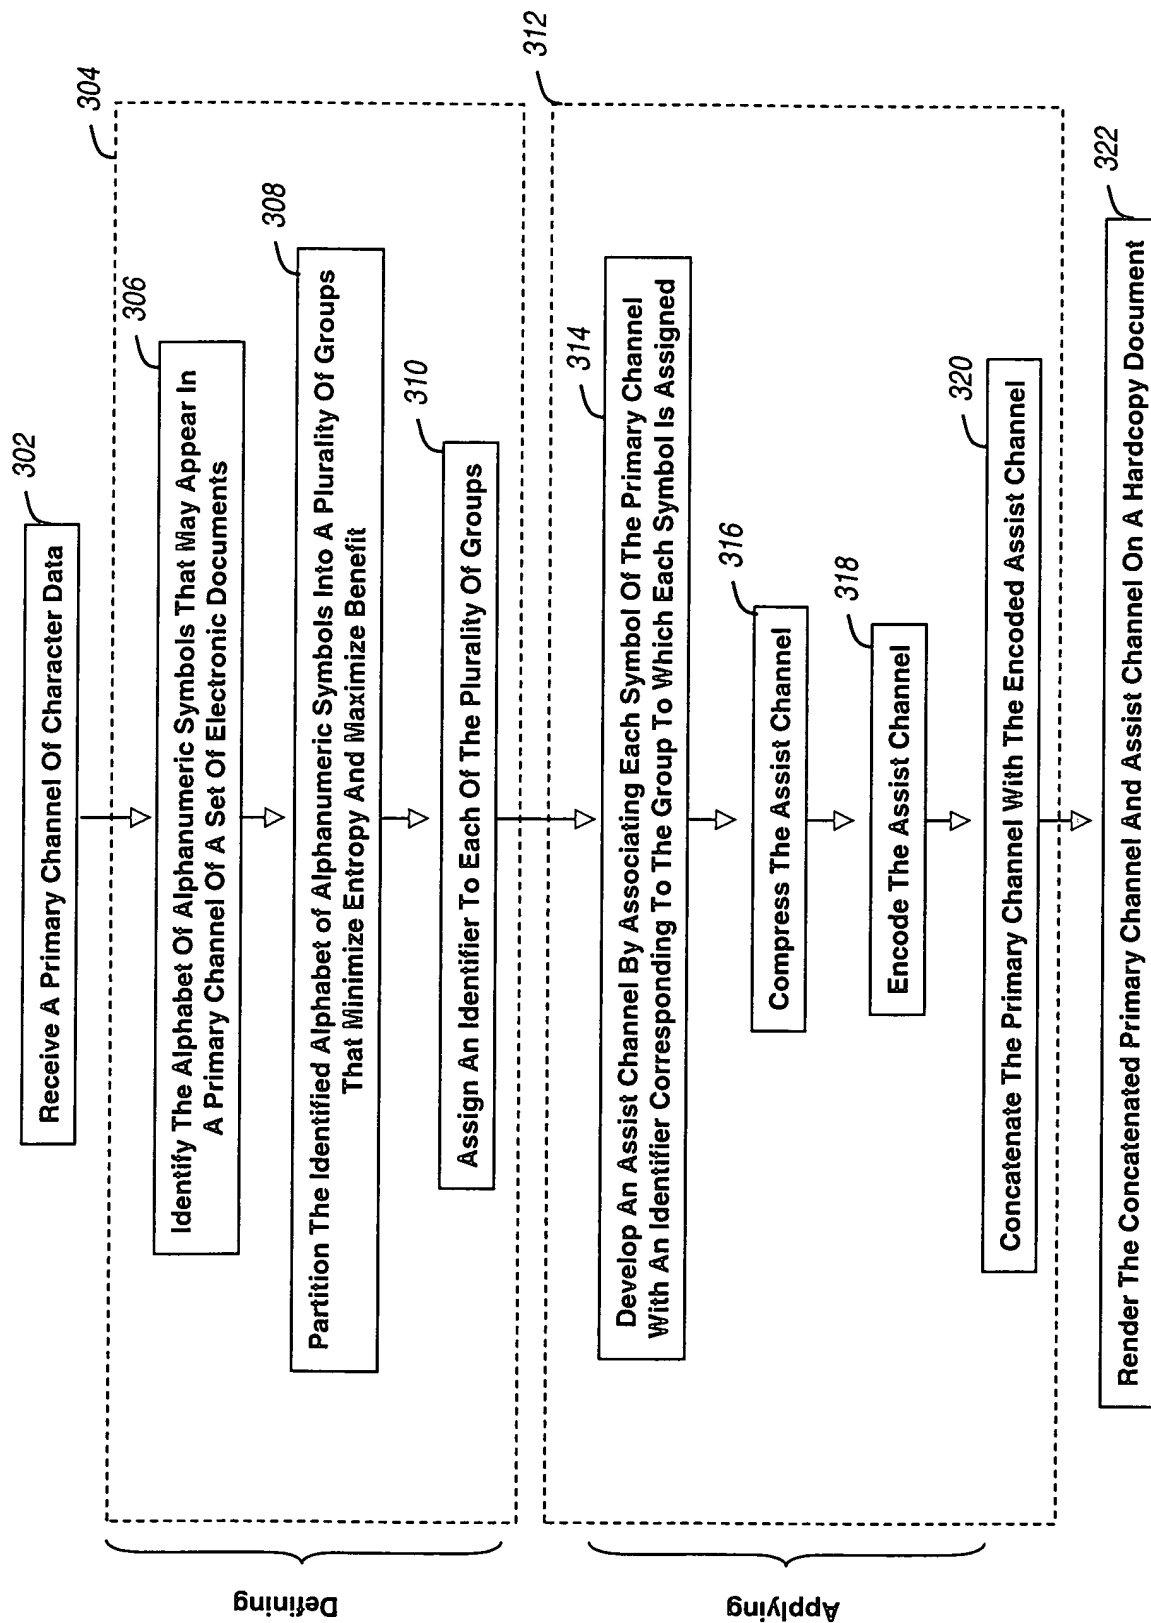 302
Receive A Primary Channel Of Character Data
304
Defining
306
Identify The Alphabet Of Alphanumeric Symbols That May Appear In
A Primary Channel Of A Set Of Electronic Documents
308
Partition The Identified Alphabet of Alphanumeric Symbols Into A Plurality Of Groups
That Minimize Entropy And Maximize Benefit
310
Assign An Identifier To Each Of The Plurality Of Groups
312
Applying
314
Develop An Assist Channel By Associating Each Symbol Of The Primary Channel
With An Identifier Corresponding To The Group To Which Each Symbol Is Assigned
316
Compress The Assist Channel
318
Encode The Assist Channel
320
Concatenate The Primary Channel With The Encoded Assist Channel
322
Render The Concatenated Primary Channel And Assist Channel On A Hardcopy Document